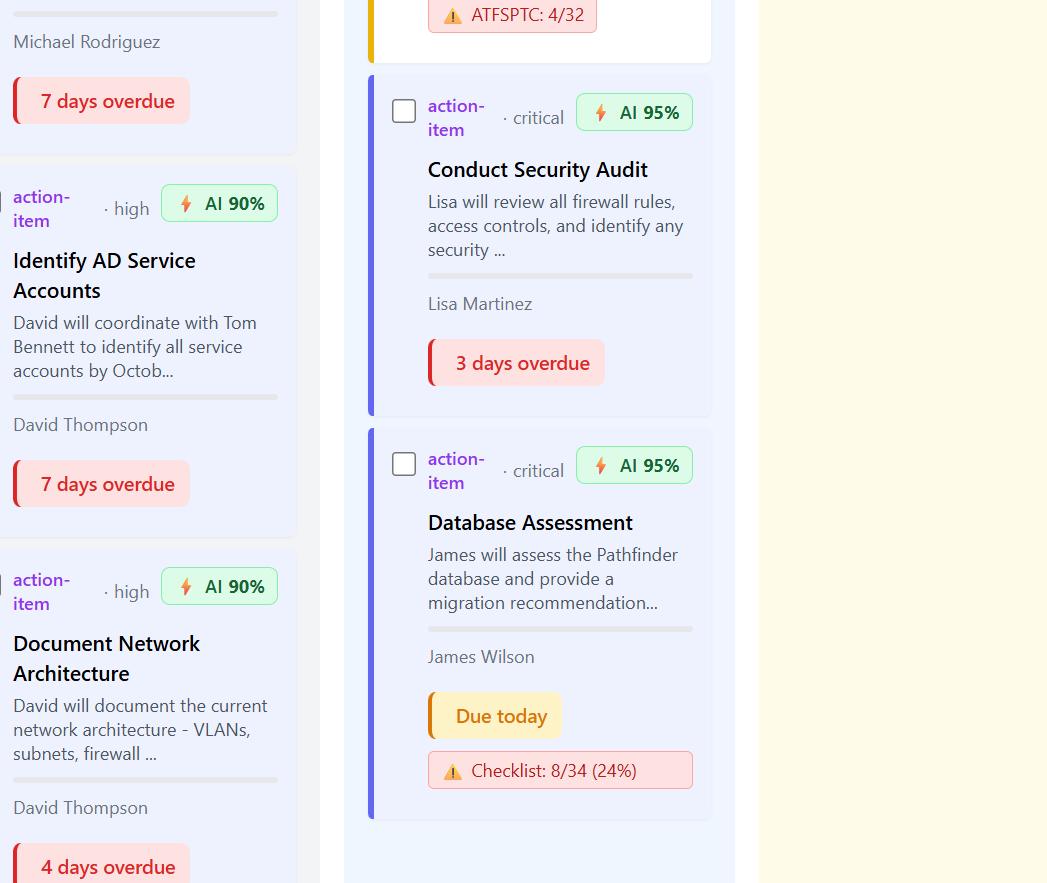 Michael Rodriguez
7 days overdue
action-
item
· high
AI 90%
Identify AD Service
Accounts
David will coordinate with Tom
Bennett to identify all service
accounts by Octob...
David Thompson
7 days overdue
action-
item
· high
AI 90%
Document Network
Architecture
David will document the current
network architecture - VLANs,
subnets, firewall ...
David Thompson
4 days overdue
ATFSPTC: 4/32
action-
item
· critical
AI 95%
Conduct Security Audit
Lisa will review all firewall rules,
access controls, and identify any
security ...
Lisa Martinez
3 days overdue
action-
item
· critical
AI 95%
Database Assessment
James will assess the Pathfinder
database and provide a
migration recommendation...
James Wilson
Due today
Checklist: 8/34 (24%)